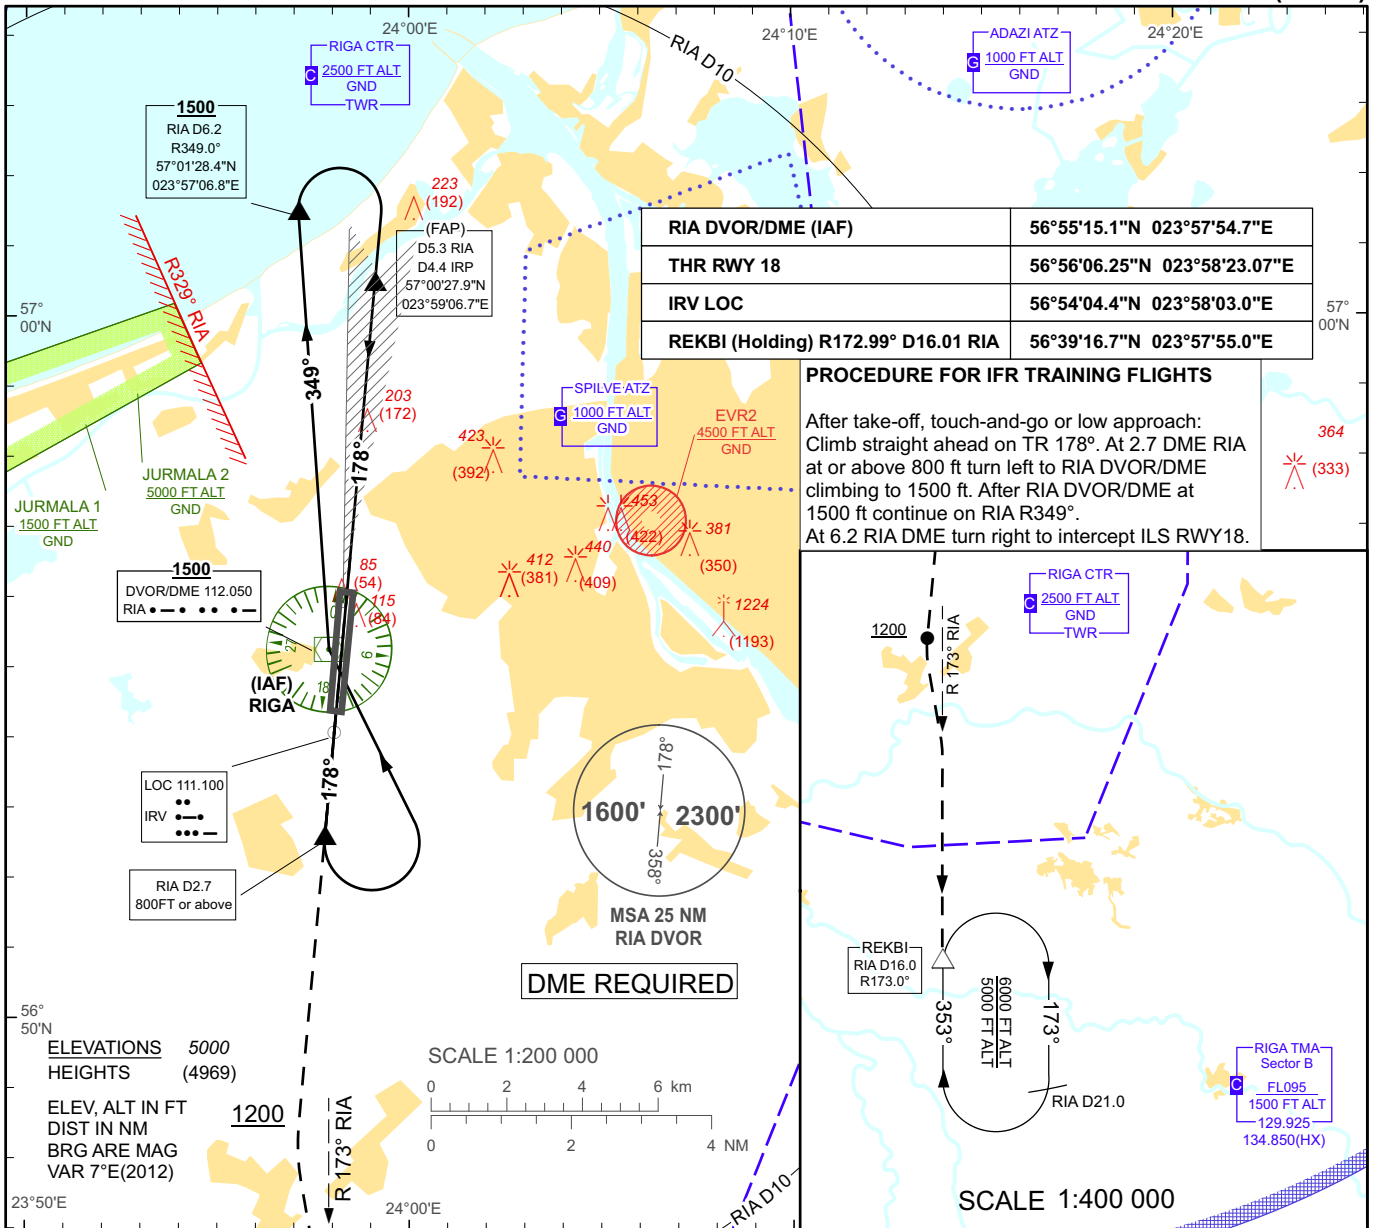 24°00'E
24°10'E
24°20'E
RIGA CTR
C
2500 FT ALT
GND
TWR
RIA D10
ADAZI ATZ
G
1000 FT ALT
GND
1500
RIA D6.2
R349.0°
57°01'28.4"N
023°57'06.8"E
223
(192)
(FAP)
D5.3 RIA
D4.4 IRP
57°00'27.9"N
023°59'06.7"E
RIA DVOR/DME (IAF)
56°55'15.1"N 023°57'54.7"E
THR RWY 18
56°56'06.25"N 023°58'23.07"E
IRV LOC
56°54'04.4"N 023°58'03.0"E
REKBI (Holding) R172.99° D16.01 RIA
56°39'16.7"N 023°57'55.0"E
57°
00'N
57°
00'N
R329° RIA
349°
178°
203
(172)
PROCEDURE FOR IFR TRAINING FLIGHTS
After take-off, touch-and-go or low approach:
Climb straight ahead on TR 178º. At 2.7 DME RIA
at or above 800 ft turn left to RIA DVOR/DME
climbing to 1500 ft. After RIA DVOR/DME at
1500 ft continue on RIA R349°.
At 6.2 RIA DME turn right to intercept ILS RWY18.
364
(333)
SPILVE ATZ
G
1000 FT ALT
GND
EVR2
4500 FT ALT
GND
423
(392)
453
(422)
381
(350)
440
(409)
412
(381)
1224
(1193)
JURMALA 2
5000 FT ALT
GND
JURMALA 1
1500 FT ALT
GND
85
(54)
115
(84)
1500
DVOR/DME 112.050
RIA
0
27
9
18
(IAF)
RIGA
RIGA CTR
C
2500 FT ALT
GND
TWR
1200
R 173° RIA
LOC 111.100
IRV
178°
RIA D2.7
800FT or above
178°
1600' 2300'
358°
MSA 25 NM
RIA DVOR
DME REQUIRED
REKBI
RIA D16.0
R173.0°
353°
6000 FT ALT
5000 FT ALT
173°
RIA D21.0
56°
50'N
ELEVATIONS 5000
HEIGHTS (4969)
ELEV, ALT IN FT
DIST IN NM
BRG ARE MAG
VAR 7°E(2012)
1200
R 173° RIA
SCALE 1:200 000
0 2 4 6 km
0 2 4 NM
RIA D10
RIGA TMA
Sector B
C
FL095
1500 FT ALT
129.925
134.850(HX)
SCALE 1:400 000
23°50'E
24°00'E